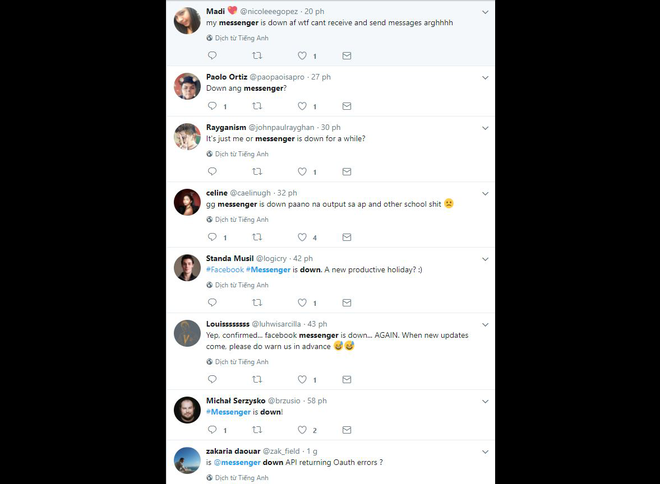 Madi @nicoleeegopez · 20 ph
my messenger is down af wtf cant receive and send messages arghhhh
Dịch từ Tiếng Anh
1
Paolo Ortiz @paopaoisapro · 27 ph
Down ang messenger?
1 1
Rayganism @johnpaulrayghan · 30 ph
It's just me or messenger is down for a while?
Dịch từ Tiếng Anh
1
celine @caelinugh · 32 ph
gg messenger is down paano na output sa ap and other school shit
Dịch từ Tiếng Anh
1 4
Standa Musil @logicry · 42 ph
#Facebook #Messenger is down. A new productive holiday? :)
Dịch từ Tiếng Anh
1
Louissssssss @luhwisarcilla · 43 ph
Yep, confirmed... facebook messenger is down... AGAIN. When new updates
come, please do warn us in advance
Dịch từ Tiếng Anh
1
Michał Serzysko @brzusio · 58 ph
#Messenger is down!
1 2
zakaria daouar @zak_field · 1 g
is @messenger down API returning Oauth errors ?
Dịch từ Tiếng Anh